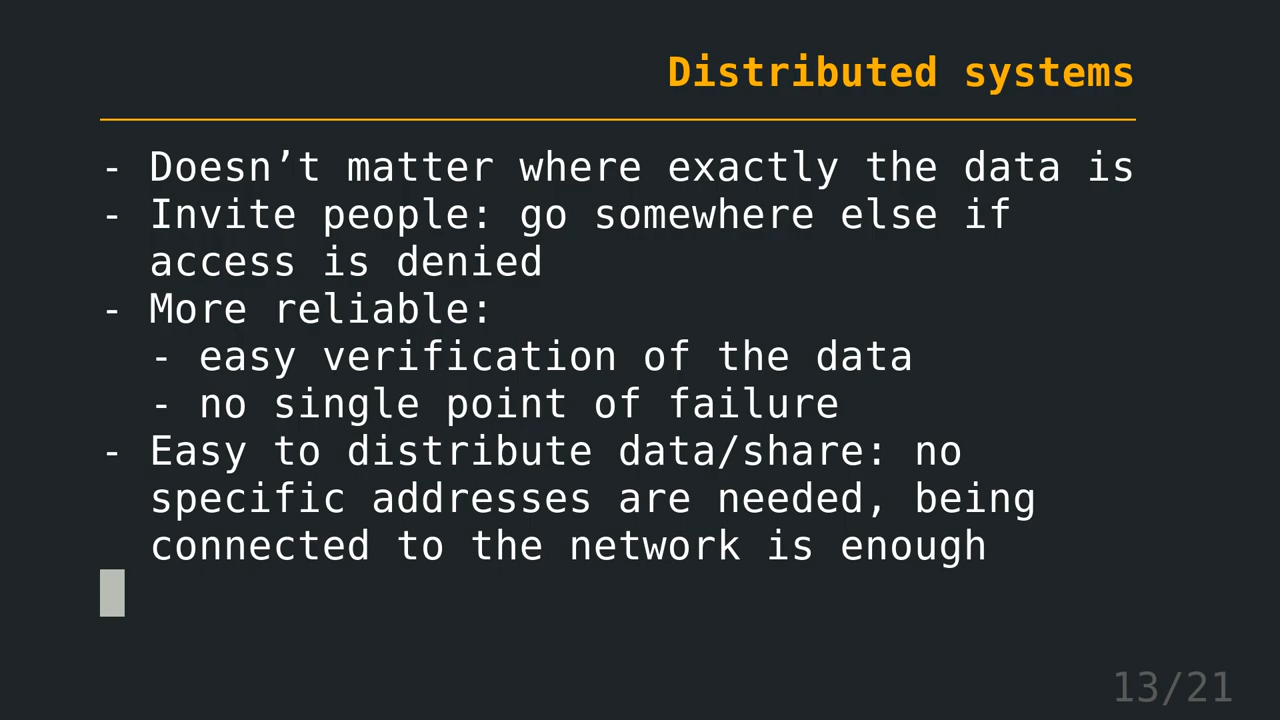 Distributed systems
- Doesn’t matter where exactly the data is
- Invite people: go somewhere else if
access is denied
- More reliable:
- easy verification of the data
- no single point of failure
- Easy to distribute data/share: no
specific addresses are needed, being
connected to the network is enough
13/21